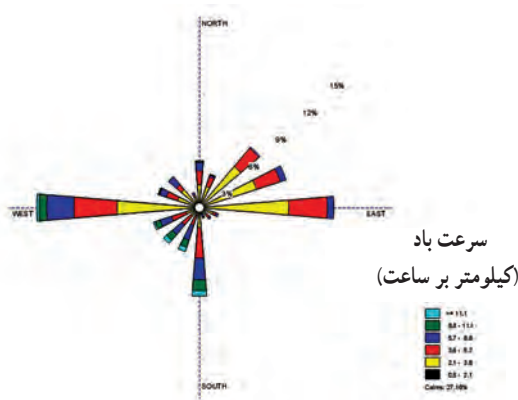 NORTH
15%
12%
9%
6%
3%
WEST
EAST
سرعت باد
(کیلومتر بر ساعت)
>= 11.1
8.8 - 11.1
5.7 - 8.8
3.6 - 5.7
2.1 - 3.6
0.5 - 2.1
Calms: 27.16%
SOUTH